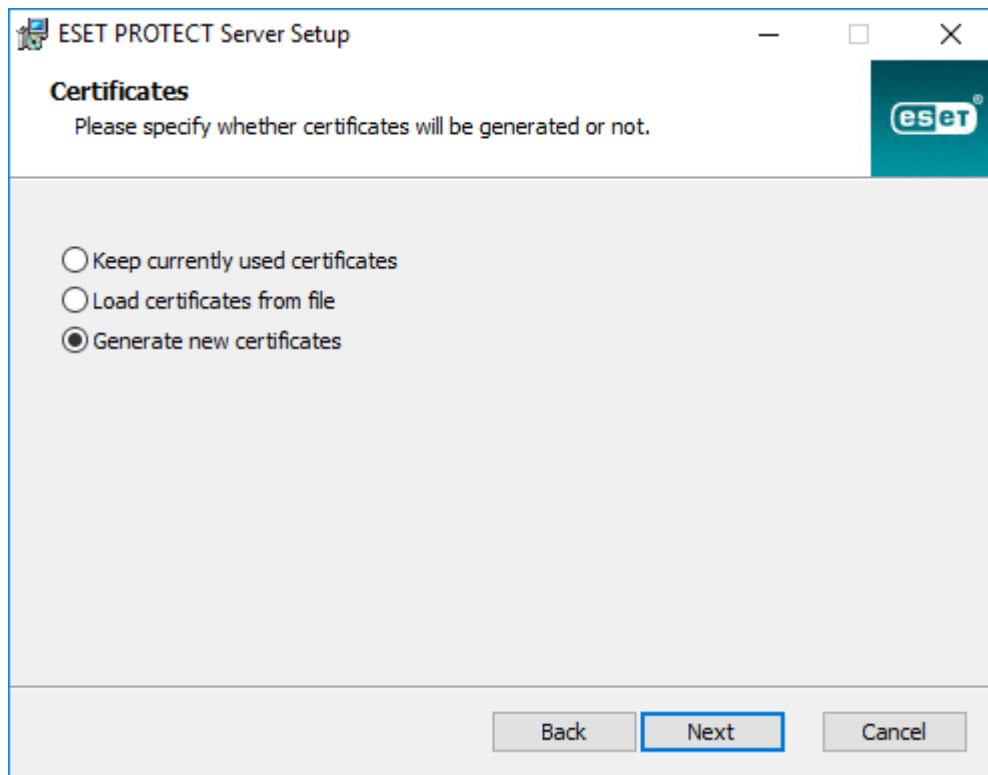 ESET PROTECT Server Setup
Certificates
Please specify whether certificates will be generated or not.
eset®
Keep currently used certificates
Load certificates from file
Generate new certificates
Back Next Cancel